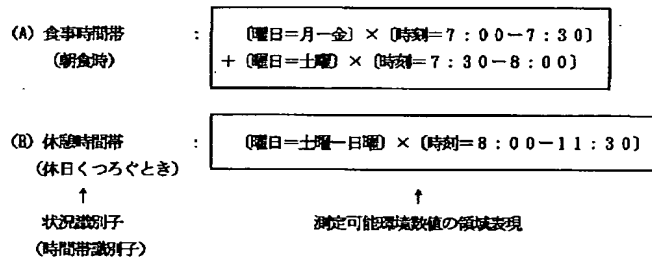 (A) 食事時間帯 : 〔曜日=月ー金〕 × 〔時刻=7:00-7:30〕
(朝食時) + 〔曜日=土曜〕 × 〔時刻=7:30-8:00〕
(B) 休憩時間帯 : 〔曜日=土曜ー日曜〕 × 〔時刻=8:00-11:30〕
(休日くつろぐとき)
↑ ↑
状況識別子 測定可能環境数値の領域表現
(時間帯識別子)